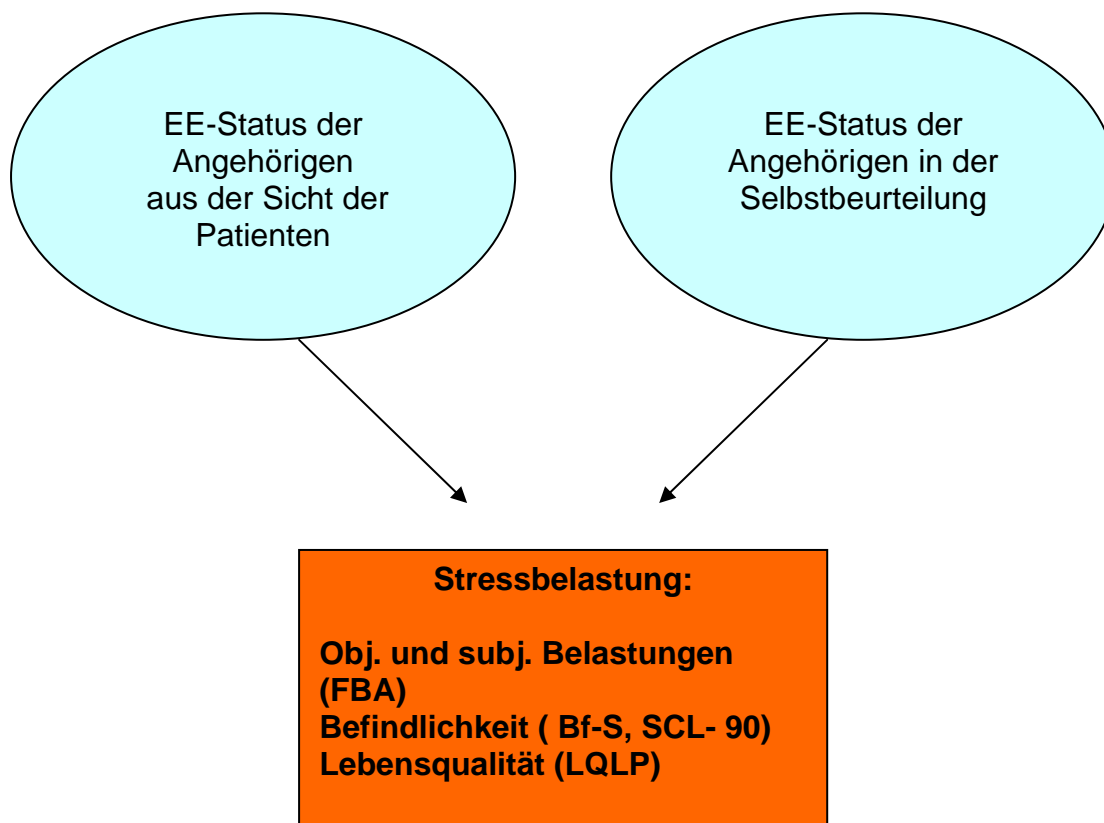 EE-Status der
Angehörigen
aus der Sicht der
Patienten
EE-Status der
Angehörigen in der
Selbstbeurteilung
Stressbelastung:
Obj. und subj. Belastungen
(FBA)
Befindlichkeit ( Bf-S, SCL- 90)
Lebensqualität (LQLP)